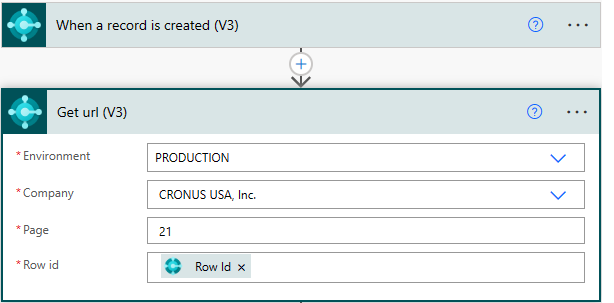 When a record is created (V3)
Get url (V3)
* Environment PRODUCTION
* Company CRONUS USA, Inc.
* Page 21
* Row id Row Id ×